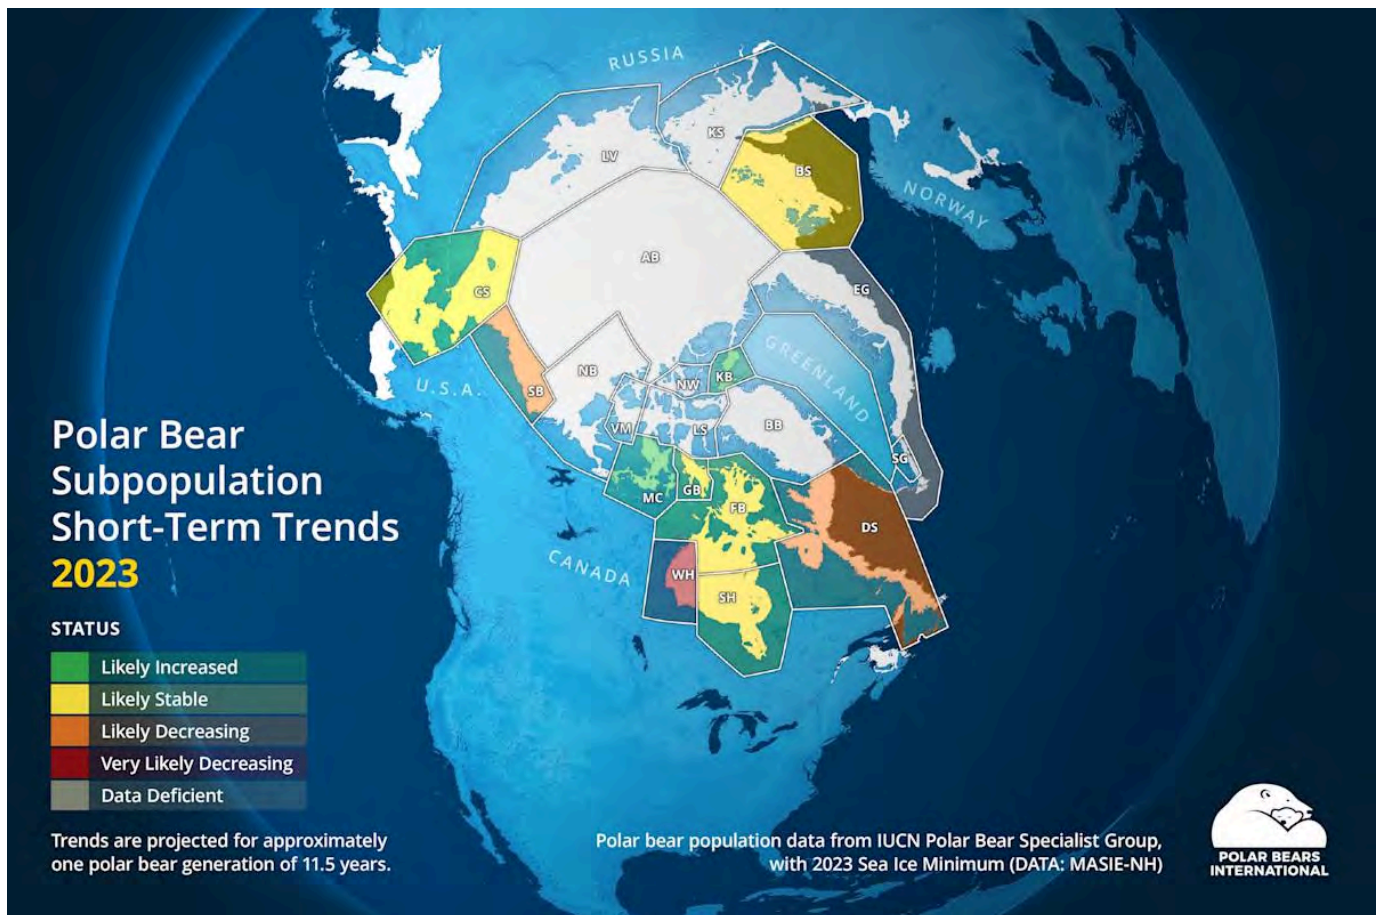 RUSSIA
KS
LV
BS
NORWAY
AB
EG
CS
GREENLAND
U.S.A.
NB
NW
KB
SB
VM
LS
BB
SG
MC
GB
FB
DS
CANADA
WH
SH
Polar Bear
Subpopulation
Short-Term Trends
2023
STATUS
Likely Increased
Likely Stable
Likely Decreasing
Very Likely Decreasing
Data Deficient
Trends are projected for approximately
one polar bear generation of 11.5 years.
Polar bear population data from IUCN Polar Bear Specialist Group,
with 2023 Sea Ice Minimum (DATA: MASIE-NH)
POLAR BEARS
INTERNATIONAL